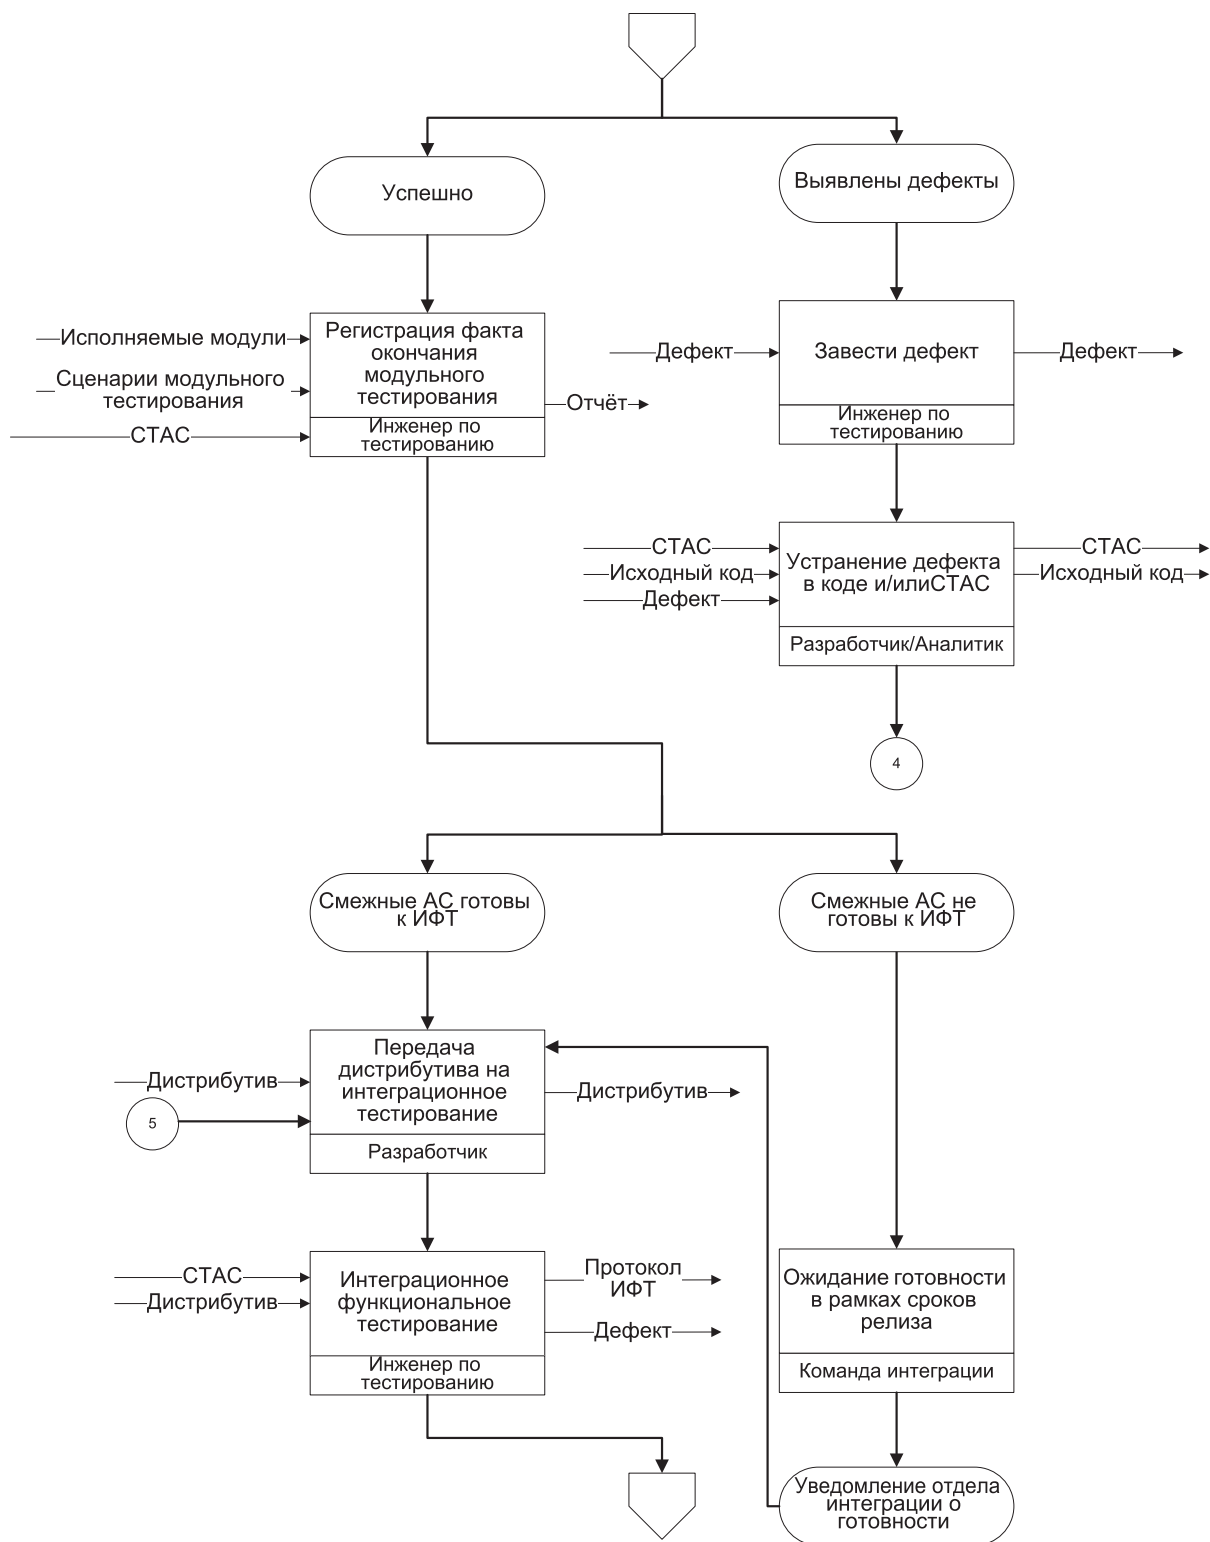 Успешно
Выявлены дефекты
Исполняемые модули
Сценарии модульного
тестирования
СТАС
Регистрация факта
окончания
модульного
тестирования
Инженер по
тестированию
Отчёт
Дефект
Завести дефект
Инженер по
тестированию
Дефект
СТАС
Исходный код
Дефект
Устранение дефекта
в коде и/илиСТАС
Разработчик/Аналитик
СТАС
Исходный код
4
Смежные АС готовы
к ИФТ
Смежные АС не
готовы к ИФТ
Дистрибутив
5
Передача
дистрибутива на
интеграционное
тестирование
Разработчик
Дистрибутив
СТАС
Дистрибутив
Интеграционное
функциональное
тестирование
Инженер по
тестированию
Протокол
ИФТ
Дефект
Ожидание готовности
в рамках сроков
релиза
Команда интеграции
Уведомление отдела
интеграции о
готовности